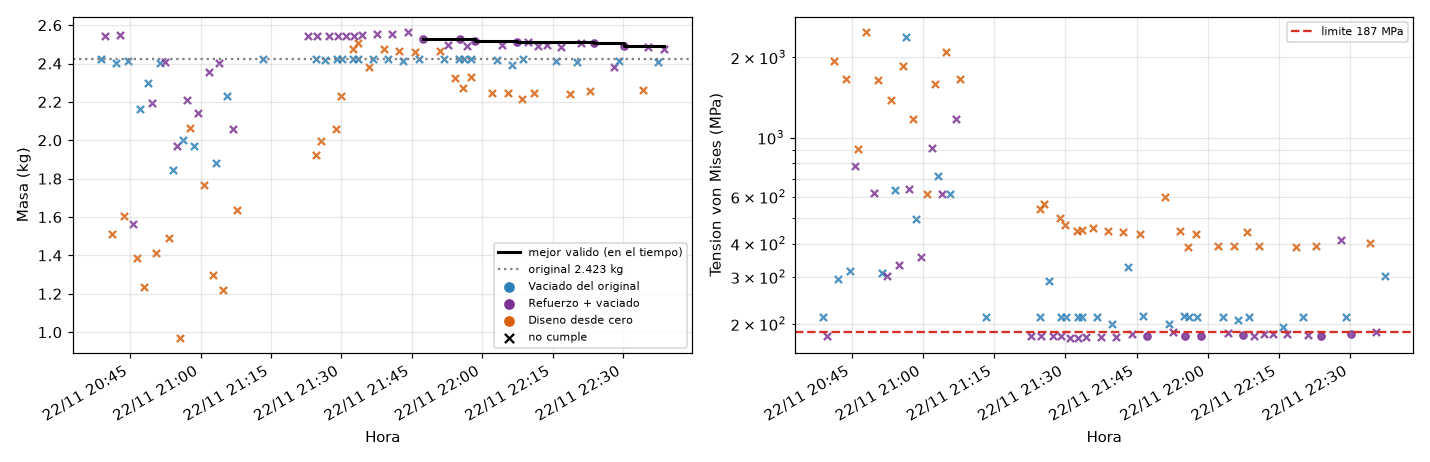 2.6
2.4
2.2
2.0
1.8
1.6
1.4
1.2
1.0
Masa (kg)
mejor valido (en el tiempo)
original 2.423 kg
Vaciado del original
Refuerzo + vaciado
Diseno desde cero
no cumple
22/11 20:45
22/11 21:00
22/11 21:15
22/11 21:30
22/11 21:45
22/11 22:00
22/11 22:15
22/11 22:30
Hora
limite 187 MPa
2 × 10³
10³
6 × 10²
4 × 10²
3 × 10²
2 × 10²
Tension von Mises (MPa)
22/11 20:45
22/11 21:00
22/11 21:15
22/11 21:30
22/11 21:45
22/11 22:00
22/11 22:15
22/11 22:30
Hora